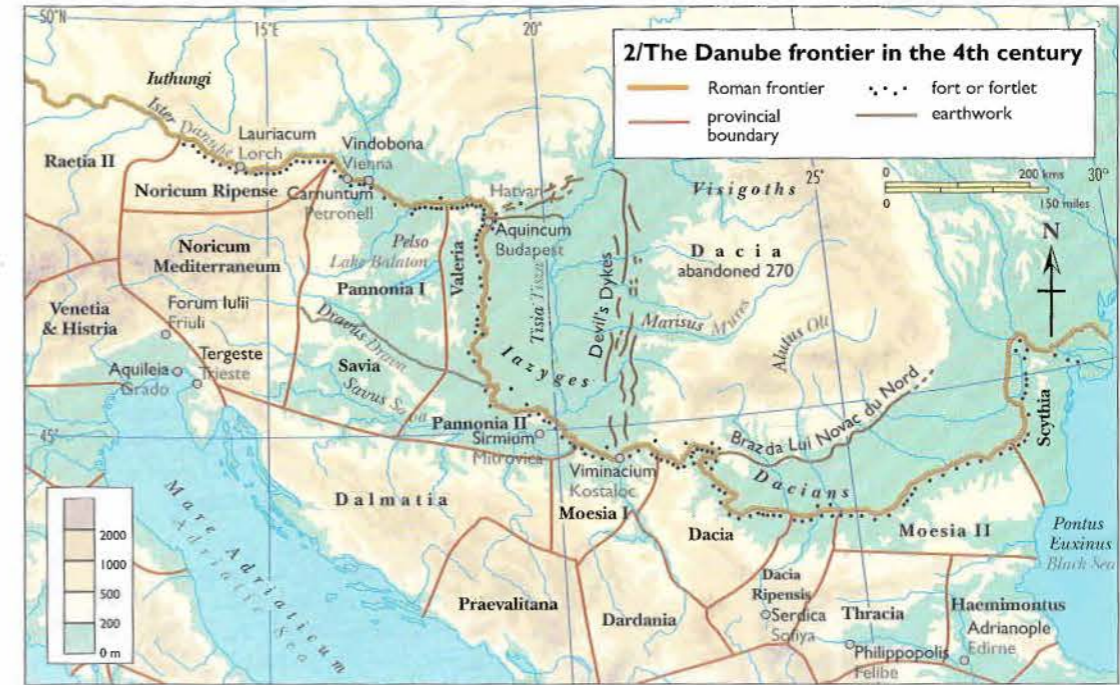 50°N
15°E
20°
25°
30°
45°
2/The Danube frontier in the 4th century
Roman frontier
fort or fortlet
provincial
boundary
earthwork
0
200 kms
0
150 miles
N
Iuthungi
Ister
Danube
Lauriacum
Lorch
Vindobona
Vienna
Raetia II
Noricum Ripense
Carnuntum
Petronell
Hatvan
Visigoths
Aquincum
Budapest
Noricum
Mediterraneum
Pelso
Lake Balaton
Valeria
Pannonia I
Tisia Tisza
Devil's Dykes
Dacia
abandoned 270
Marisus Mures
Alutus Olt
Venetia
& Histria
Forum Iulii
Friuli
Dravus Drava
Iazyges
Aquileia
Grado
Tergeste
Trieste
Savia
Savus Sava
Pannonia II
Sirmium
Mitrovica
Brazda Lui Novac du Nord
Scythia
Viminacium
Kostaloc
Dacians
Dalmatia
Moesia I
Dacia
Moesia II
Mare Adriaticum
Adriatic Sea
Pontus
Euxinus
Black Sea
2000
1000
500
200
0 m
Praevalitana
Dardania
Dacia
Ripensis
Serdica
Sofiya
Thracia
Haemimontus
Adrianople
Edirne
Philippopolis
Felibe